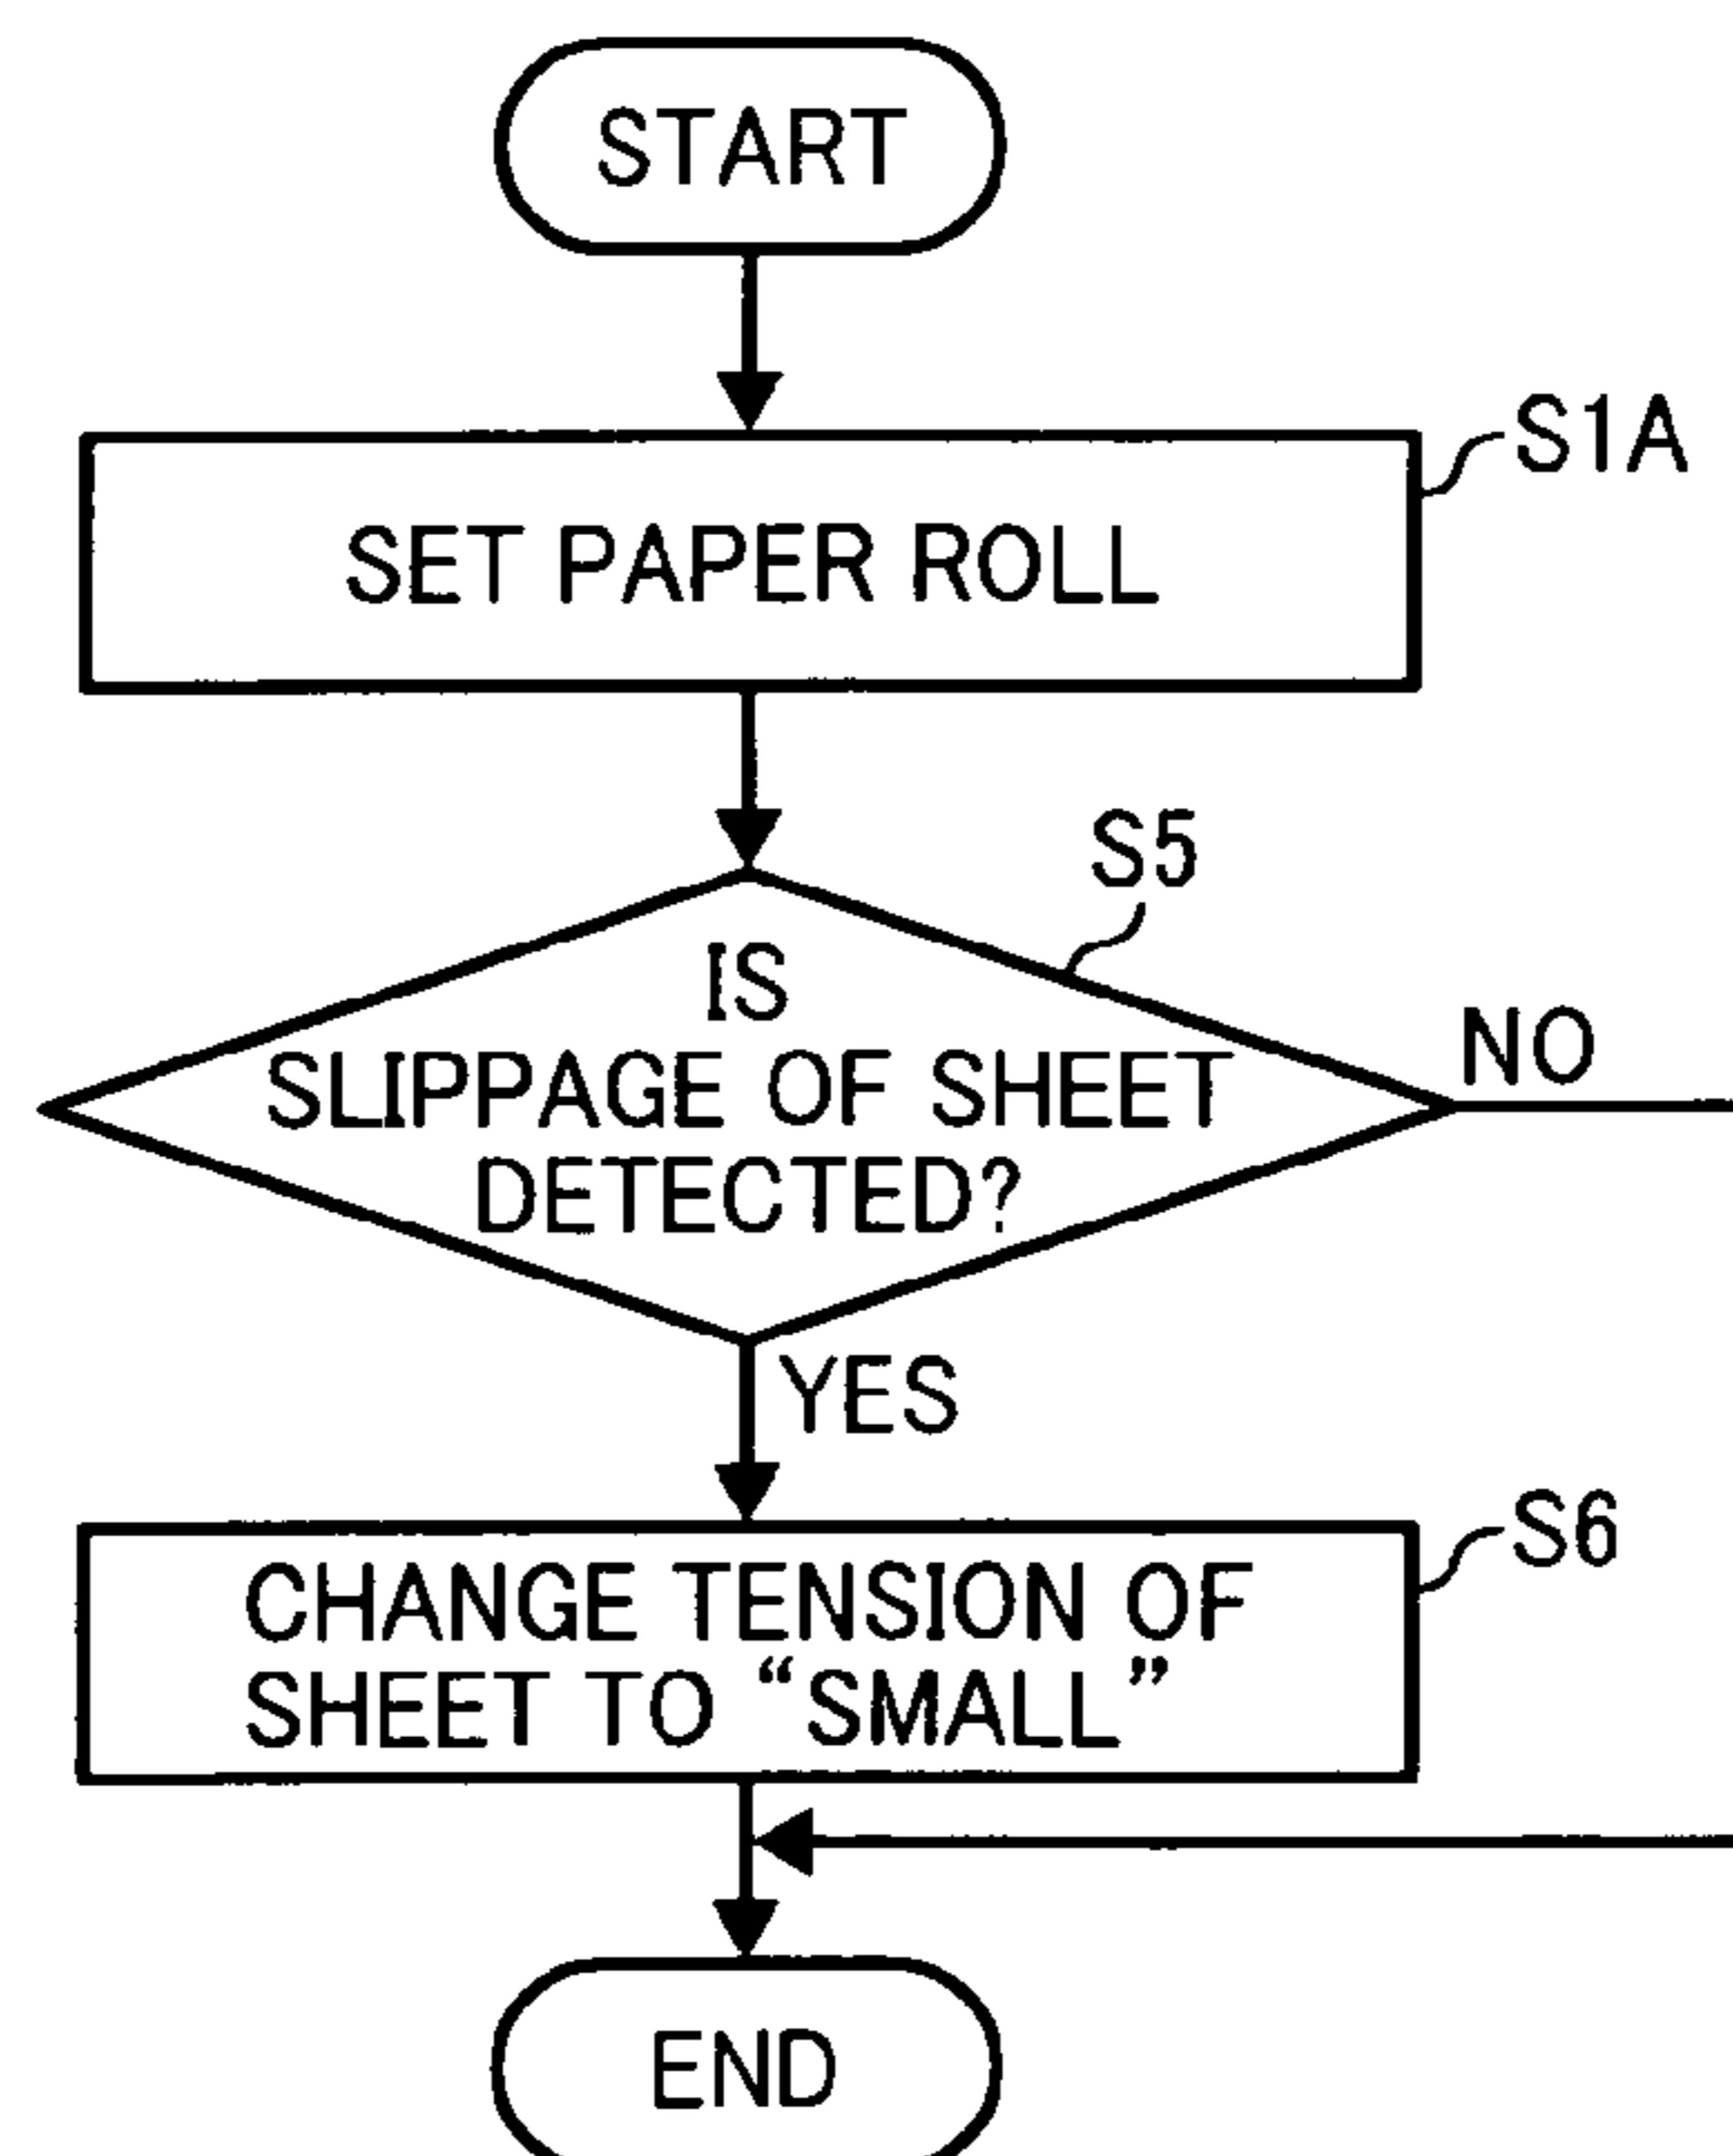 START
S1A
SET PAPER ROLL
S5
IS
SLIPPAGE OF SHEET
DETECTED?
NO
YES
S6
CHANGE TENSION OF
SHEET TO “SMALL”
END